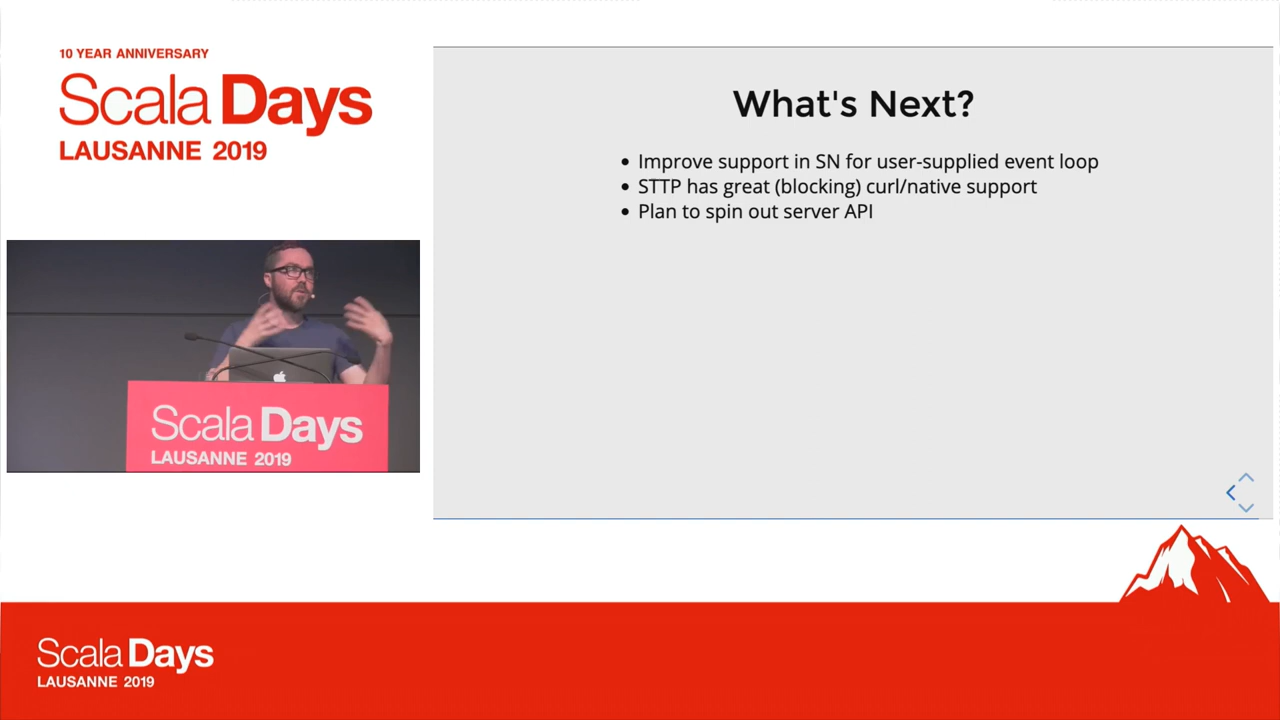 10 YEAR ANNIVERSARY
Scala Days
LAUSANNE 2019
What's Next?
• Improve support in SN for user-supplied event loop
• STTP has great (blocking) curl/native support
• Plan to spin out server API
Scala Days
LAUSANNE 2019
Scala Days
LAUSANNE 2019